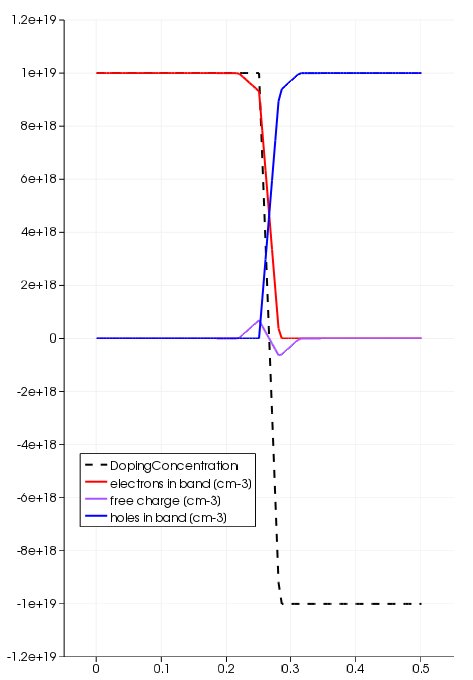 1.2e+19
1e+19
8e+18
6e+18
4e+18
2e+18
0
-2e+18
-4e+18
DopingConcentration
electrons in band (cm-3)
free charge (cm-3)
holes in band (cm-3)
-6e+18
-8e+18
-1e+19
-1.2e+19
0 0.1 0.2 0.3 0.4 0.5